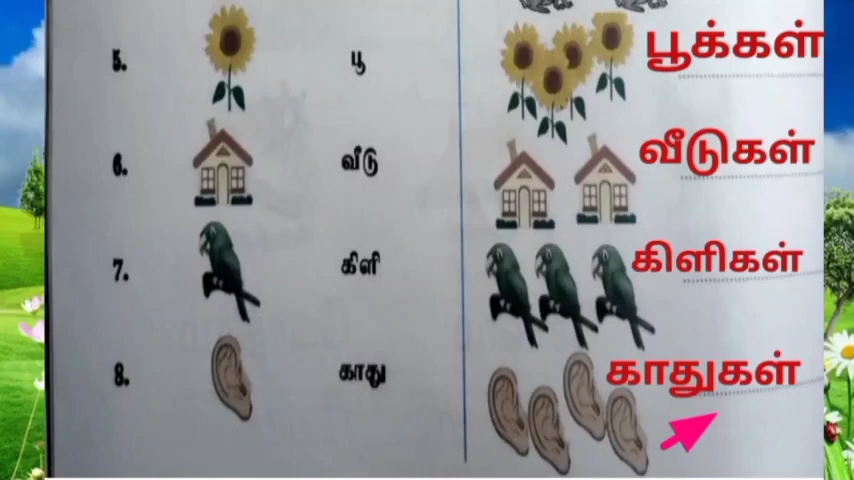 5. பூ பூக்கள்
6. வீடு வீடுகள்
7. கிளி கிளிகள்
8. காது காதுகள்